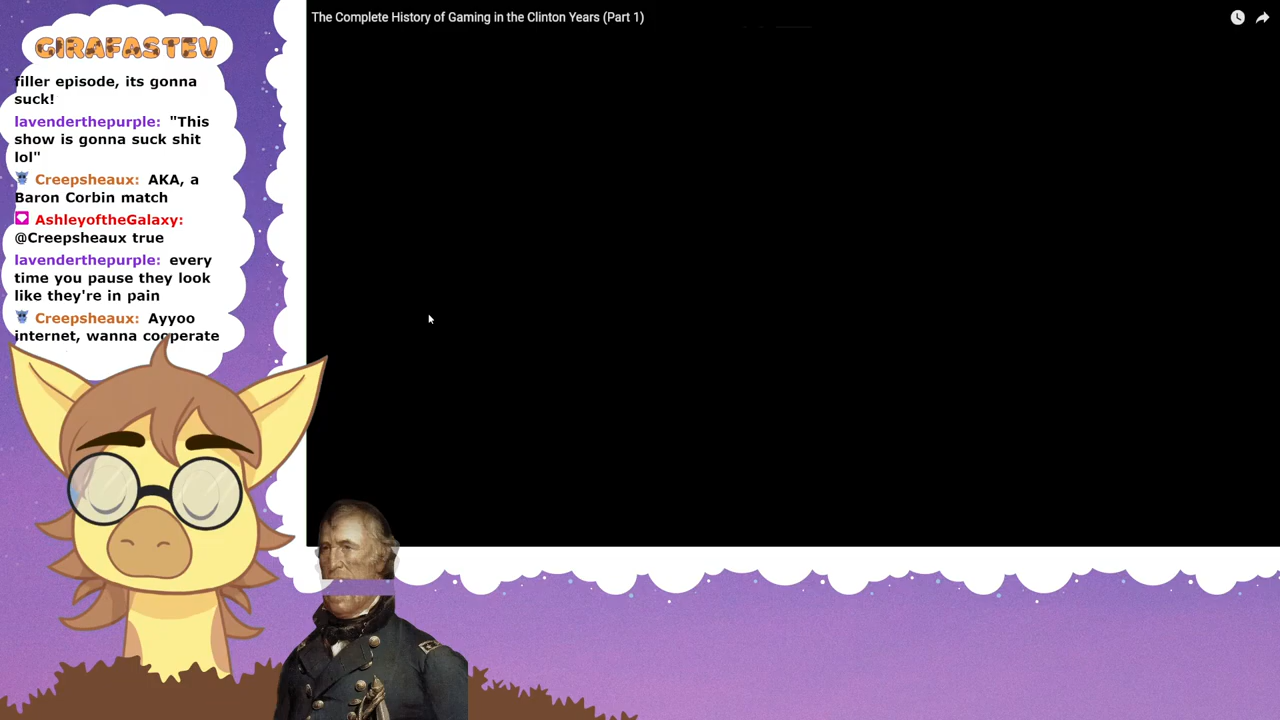 The Complete History of Gaming in the Clinton Years (Part 1)
GIRAFASTEV
filler episode, its gonna
suck!
lavenderthepurple: "This
show is gonna suck shit
lol"
Creepsheaux: AKA, a
Baron Corbin match
AshleyoftheGalaxy:
@Creepsheaux true
lavenderthepurple: every
time you pause they look
like they're in pain
Creepsheaux: Ayyoo
internet, wanna cooperate